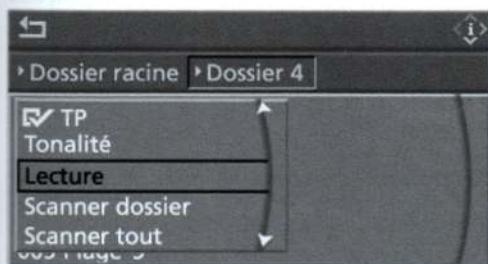 Dossier racine Dossier 4
TP
Tonalité
Lecture
Scanner dossier
Scanner tout